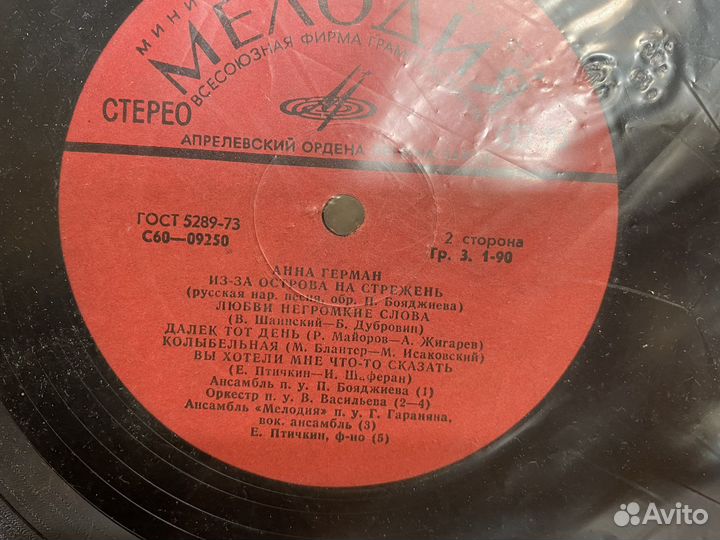 МИНИ
МЕЛОДИЯ
ВСЕСОЮЗНАЯ ФИРМА ГРАМ
СТЕРЕО
АПРЕЛЕВСКИЙ ОРДЕНА
ГОСТ 5289-73
С60—09250
2 сторона
Гр. 3. 1-90
АННА ГЕРМАН
ИЗ-ЗА ОСТРОВА НА СТРЕЖЕНЬ
(русская нар. песня, обр. П. Бояджиева)
ЛЮБВИ НЕГРОМКИЕ СЛОВА
(В. Шаинский—Б. Дубровин)
ДАЛЕК ТОТ ДЕНЬ (Р. Майоров—А. Жигарев)
КОЛЫБЕЛЬНАЯ (М. Блантер—М. Исаковский)
ВЫ ХОТЕЛИ МНЕ ЧТО-ТО СКАЗАТЬ
(Е. Птичкин—И. Шаферан)
Ансамбль п. у. П. Бояджиева (1)
Оркестр п. у. В. Васильева (2—4)
Ансамбль «Мелодия» п. у. Г. Гараняна,
вок. ансамбль (3)
Е. Птичкин, ф-но (5)
Avito